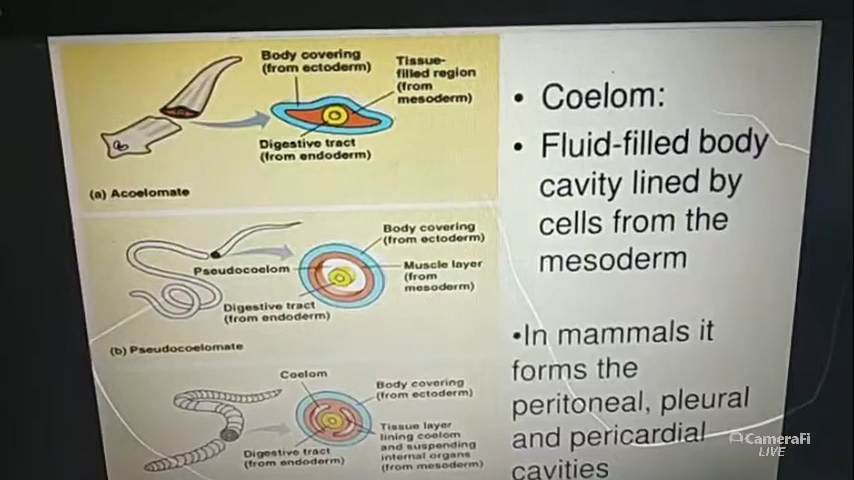 Body covering
(from ectoderm)
Tissue-
filled region
(from
mesoderm)
Digestive tract
(from endoderm)
(a) Acoelomate
Body covering
(from ectoderm)
Pseudocoelom
Muscle layer
(from
mesoderm)
Digestive tract
(from endoderm)
(b) Pseudocoelomate
Coelom
Body covering
(from ectoderm)
Tissue layer
lining coelom
and suspending
internal organs
(from mesoderm)
Digestive tract
(from endoderm)
• Coelom:
• Fluid-filled body
cavity lined by
cells from the
mesoderm
•In mammals it
forms the
peritoneal, pleural
and pericardial
cavities
CameraFi
LIVE